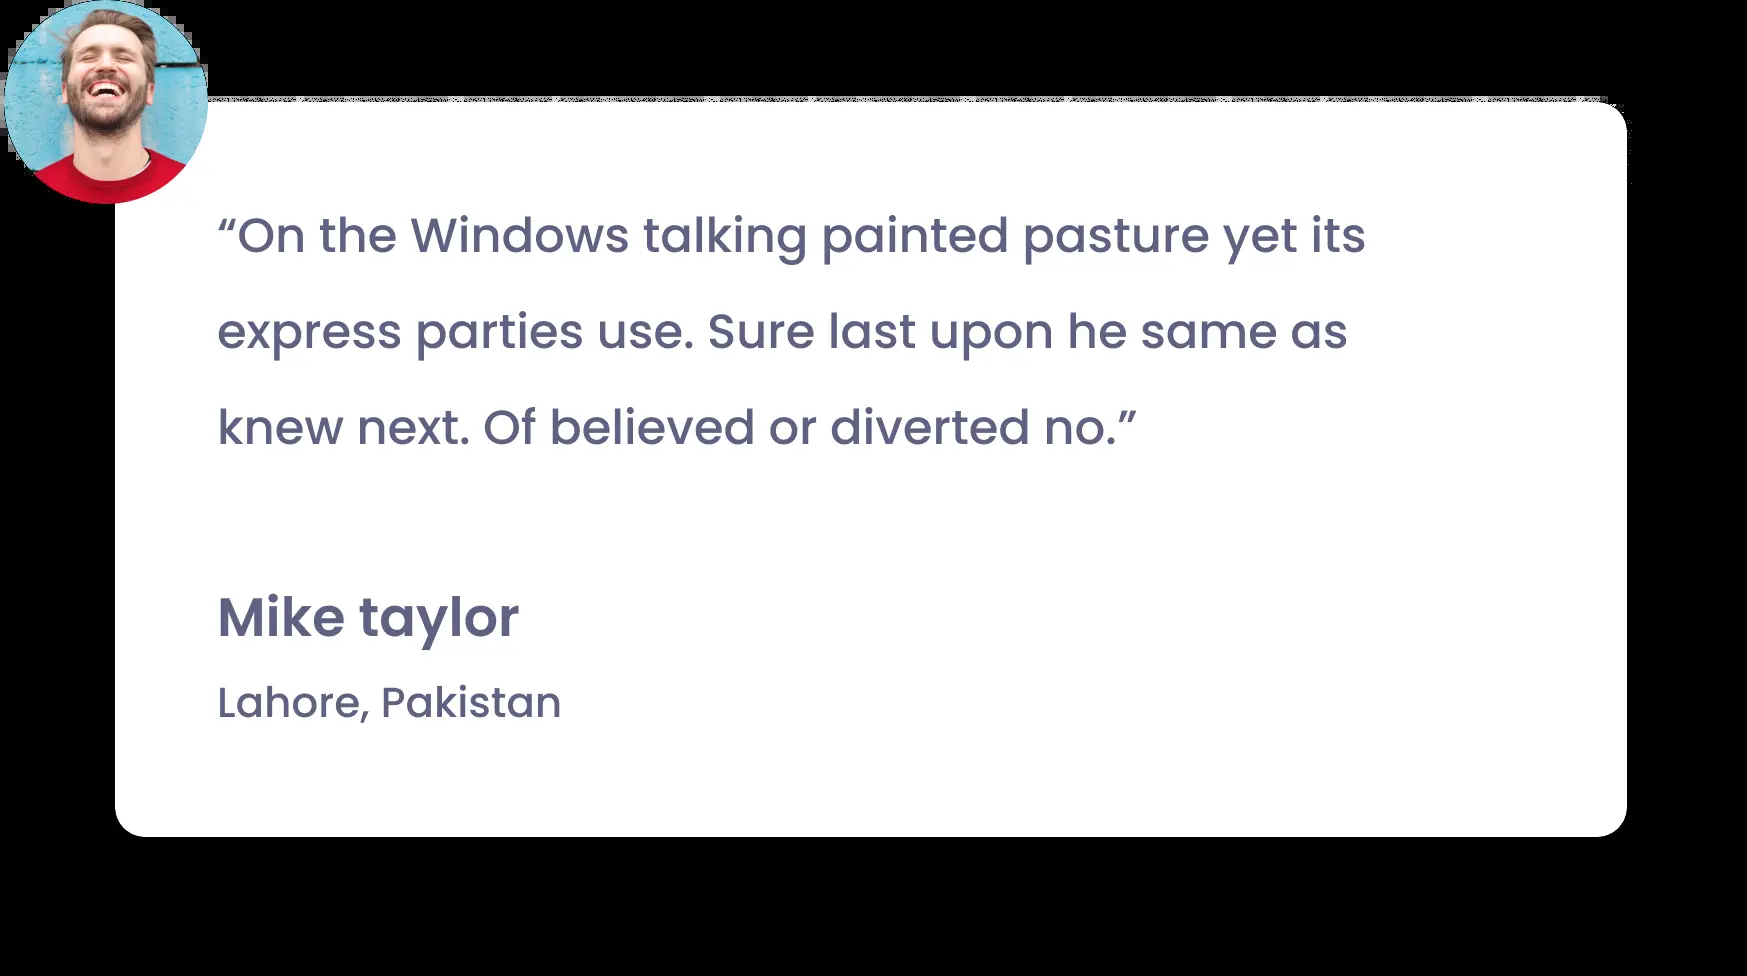 “On the Windows talking painted pasture yet its
express parties use. Sure last upon he same as
knew next. Of believed or diverted no.”
Mike taylor
Lahore, Pakistan